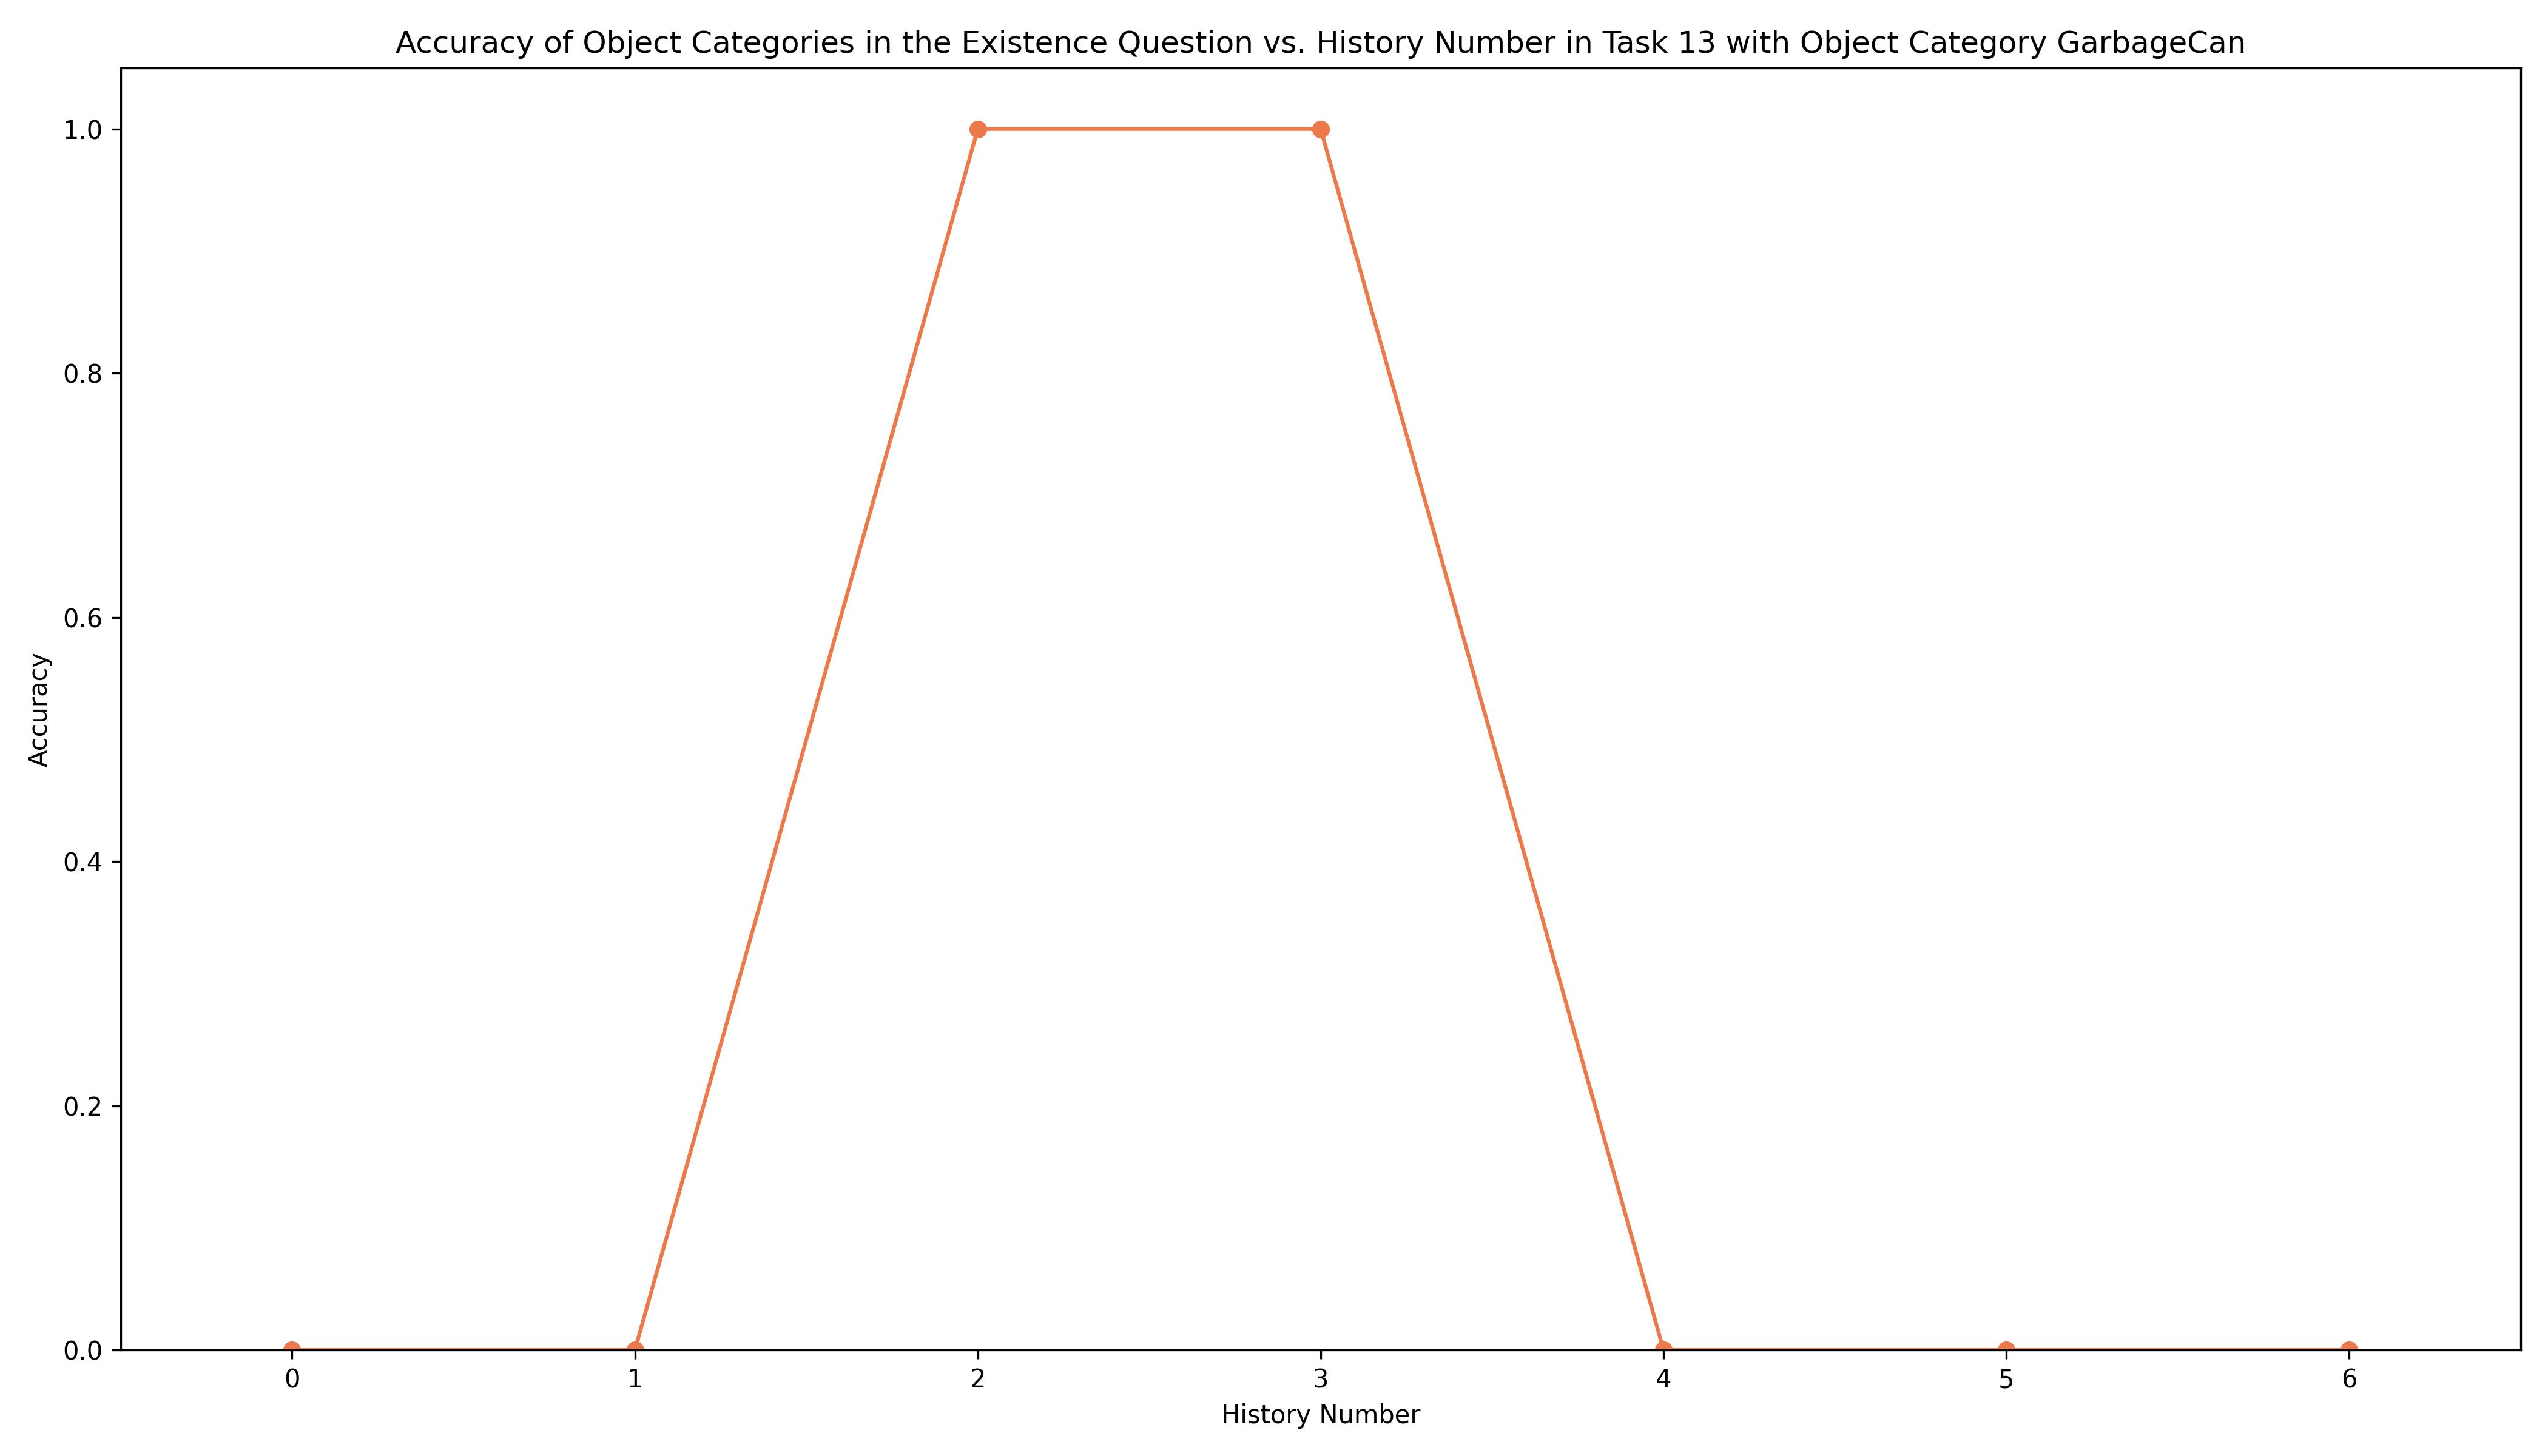 Accuracy of Object Categories in the Existence Question vs. History Number in Task 13 with Object Category GarbageCan
1.0
0.8
0.6
0.4
0.2
0.0
Accuracy
0 1 2 3 4 5 6
History Number